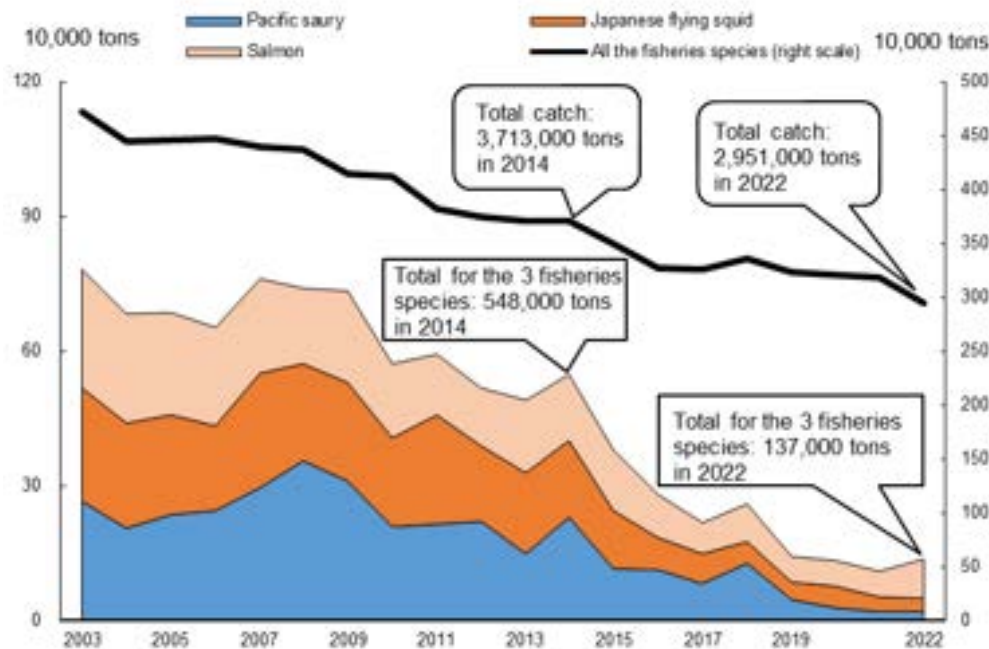 Pacific saury
Japanese flying squid
Salmon
All the fisheries species (right scale)
10,000 tons
10,000 tons
120
90
60
30
0
500
450
400
350
300
250
200
150
100
50
0
Total catch:
3,713,000 tons
in 2014
Total catch:
2,951,000 tons
in 2022
Total for the 3 fisheries
species: 548,000 tons
in 2014
Total for the 3 fisheries
species: 137,000 tons
in 2022
2003
2005
2007
2009
2011
2013
2015
2017
2019
2022